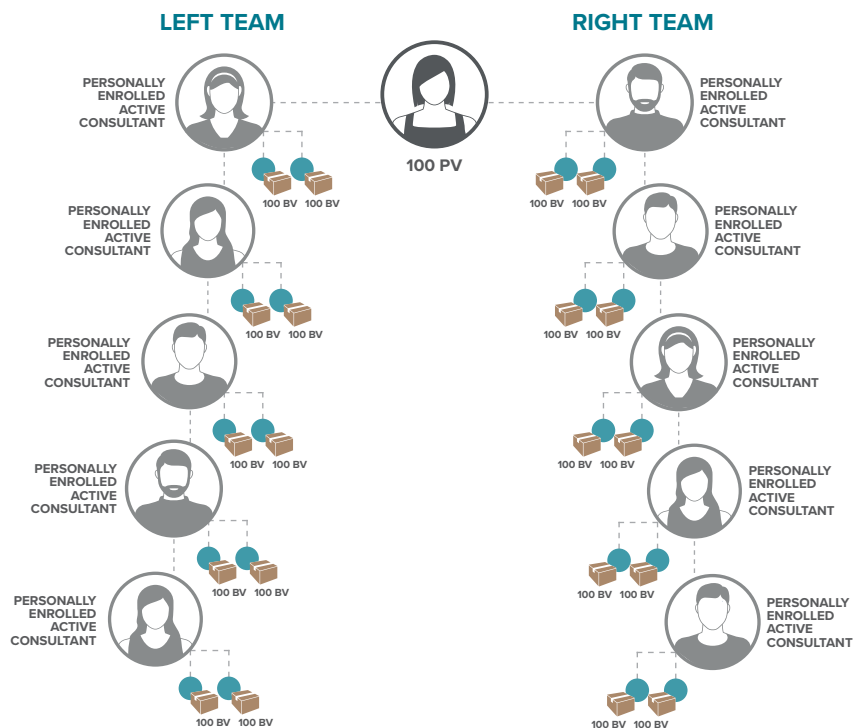 LEFT TEAM
RIGHT TEAM
PERSONALLY
ENROLLED
ACTIVE
CONSULTANT
100 PV
PERSONALLY
ENROLLED
ACTIVE
CONSULTANT
100 BV 100 BV
100 BV 100 BV
PERSONALLY
ENROLLED
ACTIVE
CONSULTANT
PERSONALLY
ENROLLED
ACTIVE
CONSULTANT
100 BV 100 BV
100 BV 100 BV
PERSONALLY
ENROLLED
ACTIVE
CONSULTANT
PERSONALLY
ENROLLED
ACTIVE
CONSULTANT
100 BV 100 BV
100 BV 100 BV
PERSONALLY
ENROLLED
ACTIVE
CONSULTANT
PERSONALLY
ENROLLED
ACTIVE
CONSULTANT
100 BV 100 BV
100 BV 100 BV
PERSONALLY
ENROLLED
ACTIVE
CONSULTANT
PERSONALLY
ENROLLED
ACTIVE
CONSULTANT
100 BV 100 BV
100 BV 100 BV